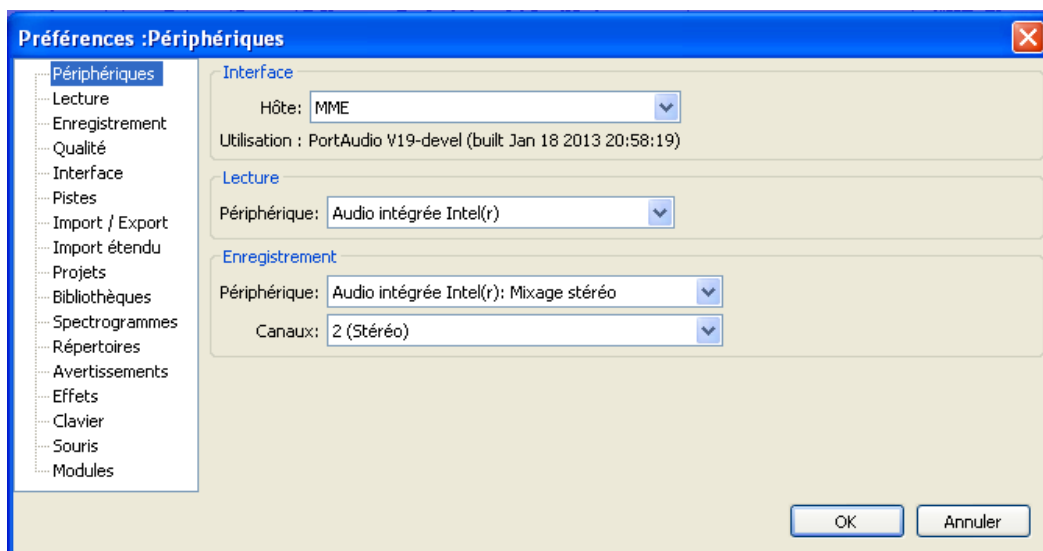 Préférences :Périphériques
Périphériques
Lecture
Enregistrement
Qualité
Interface
Pistes
Import / Export
Import étendu
Projets
Bibliothèques
Spectrogrammes
Répertoires
Avertissements
Effets
Clavier
Souris
Modules
Interface
Hôte: MME
Utilisation : PortAudio V19-devel (built Jan 18 2013 20:58:19)
Lecture
Périphérique: Audio intégrée Intel(r)
Enregistrement
Périphérique: Audio intégrée Intel(r): Mixage stéréo
Canaux: 2 (Stéréo)
OK Annuler